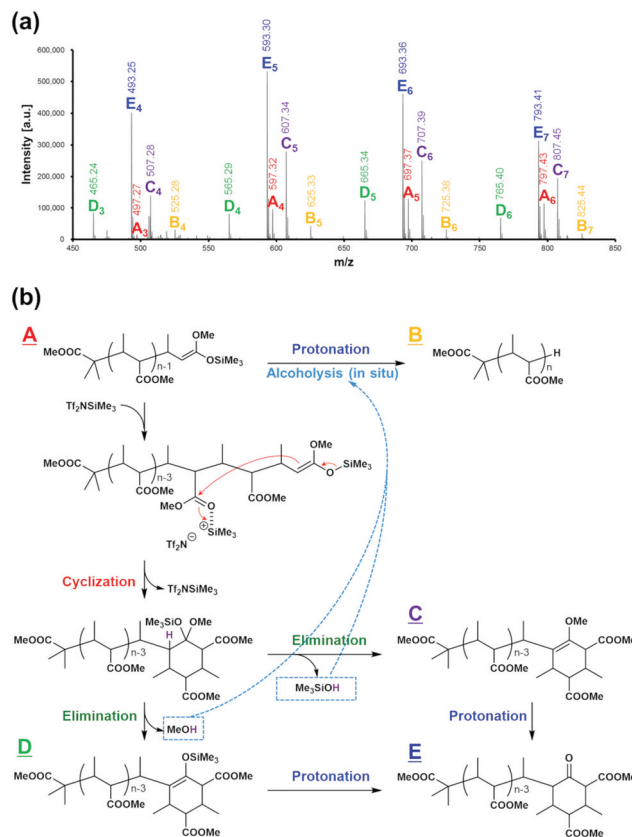 (a)
Intensity [a.u.]
600,000
500,000
400,000
300,000
200,000
100,000
0
465.24
D3
493.25
E4
497.27
A3
507.28
C4
525.28
B4
565.29
D4
593.30
E5
597.32
A4
607.34
C5
625.33
B5
665.34
D5
693.36
E6
697.37
A5
707.39
C6
725.38
B6
765.40
D6
793.41
E7
797.43
A6
807.45
C7
825.44
B7
450 500 550 600 650 700 750 800 850
m/z
(b)
A
MeOOC
COOMe
n-1
OMe
OSiMe3
Protonation
Alcoholysis (in situ)
B
MeOOC
COOMe
H
n
Tf2NSiMe3
MeOOC
COOMe
n-3
MeO
O
SiMe3
⊕
Tf2N⊖
COOMe
OMe
O
SiMe3
Cyclization
Tf2NSiMe3
MeOOC
COOMe
n-3
Me3SiO
H
OMe
COOMe
COOMe
Elimination
Me3SiOH
C
MeOOC
COOMe
n-3
OMe
COOMe
COOMe
Elimination
MeOH
Protonation
D
MeOOC
COOMe
n-3
OSiMe3
COOMe
COOMe
Protonation
E
MeOOC
COOMe
n-3
O
COOMe
COOMe